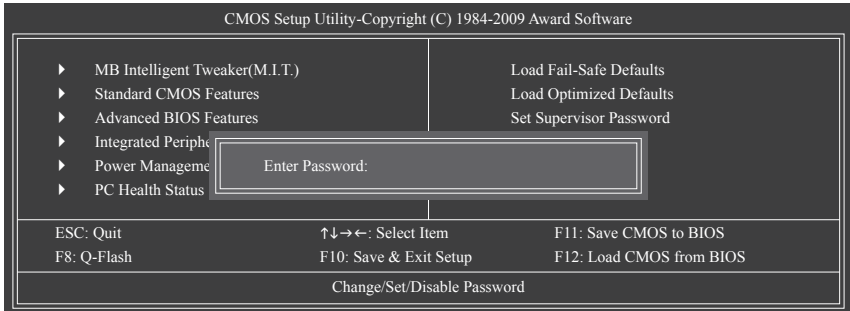 CMOS Setup Utility-Copyright (C) 1984-2009 Award Software
MB Intelligent Tweaker(M.I.T.)
Standard CMOS Features
Advanced BIOS Features
Integrated Periphe
Power Manageme
PC Health Status
Load Fail-Safe Defaults
Load Optimized Defaults
Set Supervisor Password
Enter Password:
ESC: Quit ↑↓→←: Select Item F11: Save CMOS to BIOS
F8: Q-Flash F10: Save & Exit Setup F12: Load CMOS from BIOS
Change/Set/Disable Password